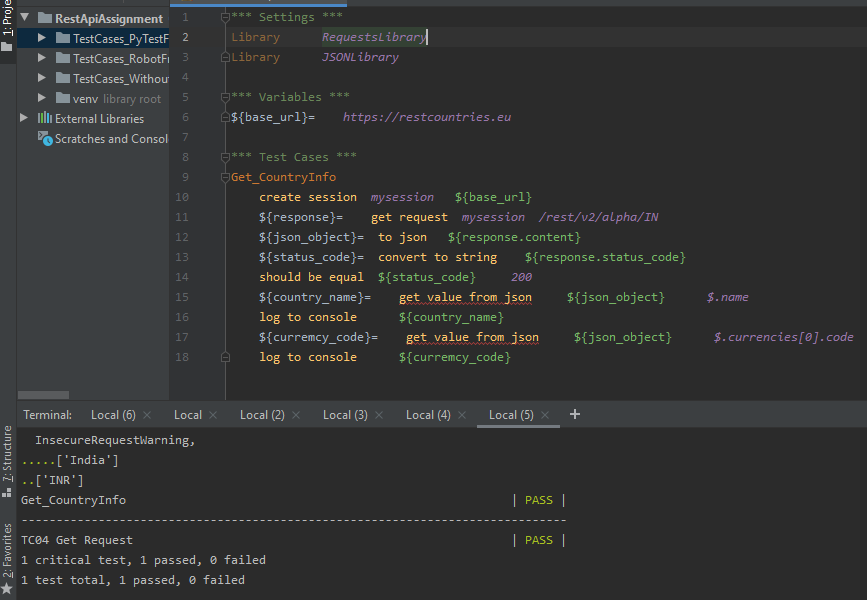 1: Proje
RestApiAssignment
TestCases_PyTestF
TestCases_RobotFr
TestCases_Withou
venv library root
External Libraries
Scratches and Consol
1 *** Settings ***
2 Library RequestsLibrary
3 Library JSONLibrary
4
5 *** Variables ***
6 ${base_url}= https://restcountries.eu
7
8 *** Test Cases ***
9 Get_CountryInfo
10 create session mysession ${base_url}
11 ${response}= get request mysession /rest/v2/alpha/IN
12 ${json_object}= to json ${response.content}
13 ${status_code}= convert to string ${response.status_code}
14 should be equal ${status_code} 200
15 ${country_name}= get value from json ${json_object} $.name
16 log to console ${country_name}
17 ${curremcy_code}= get value from json ${json_object} $.currencies[0].code
18 log to console ${curremcy_code}
Terminal: Local (6) × Local × Local (2) × Local (3) × Local (4) × Local (5) × +
InsecureRequestWarning,
.....['India']
..['INR']
Get_CountryInfo | PASS |
------------------------------------------------------------------------------
TC04 Get Request | PASS |
1 critical test, 1 passed, 0 failed
1 test total, 1 passed, 0 failed
7: Structure
2: Favorites